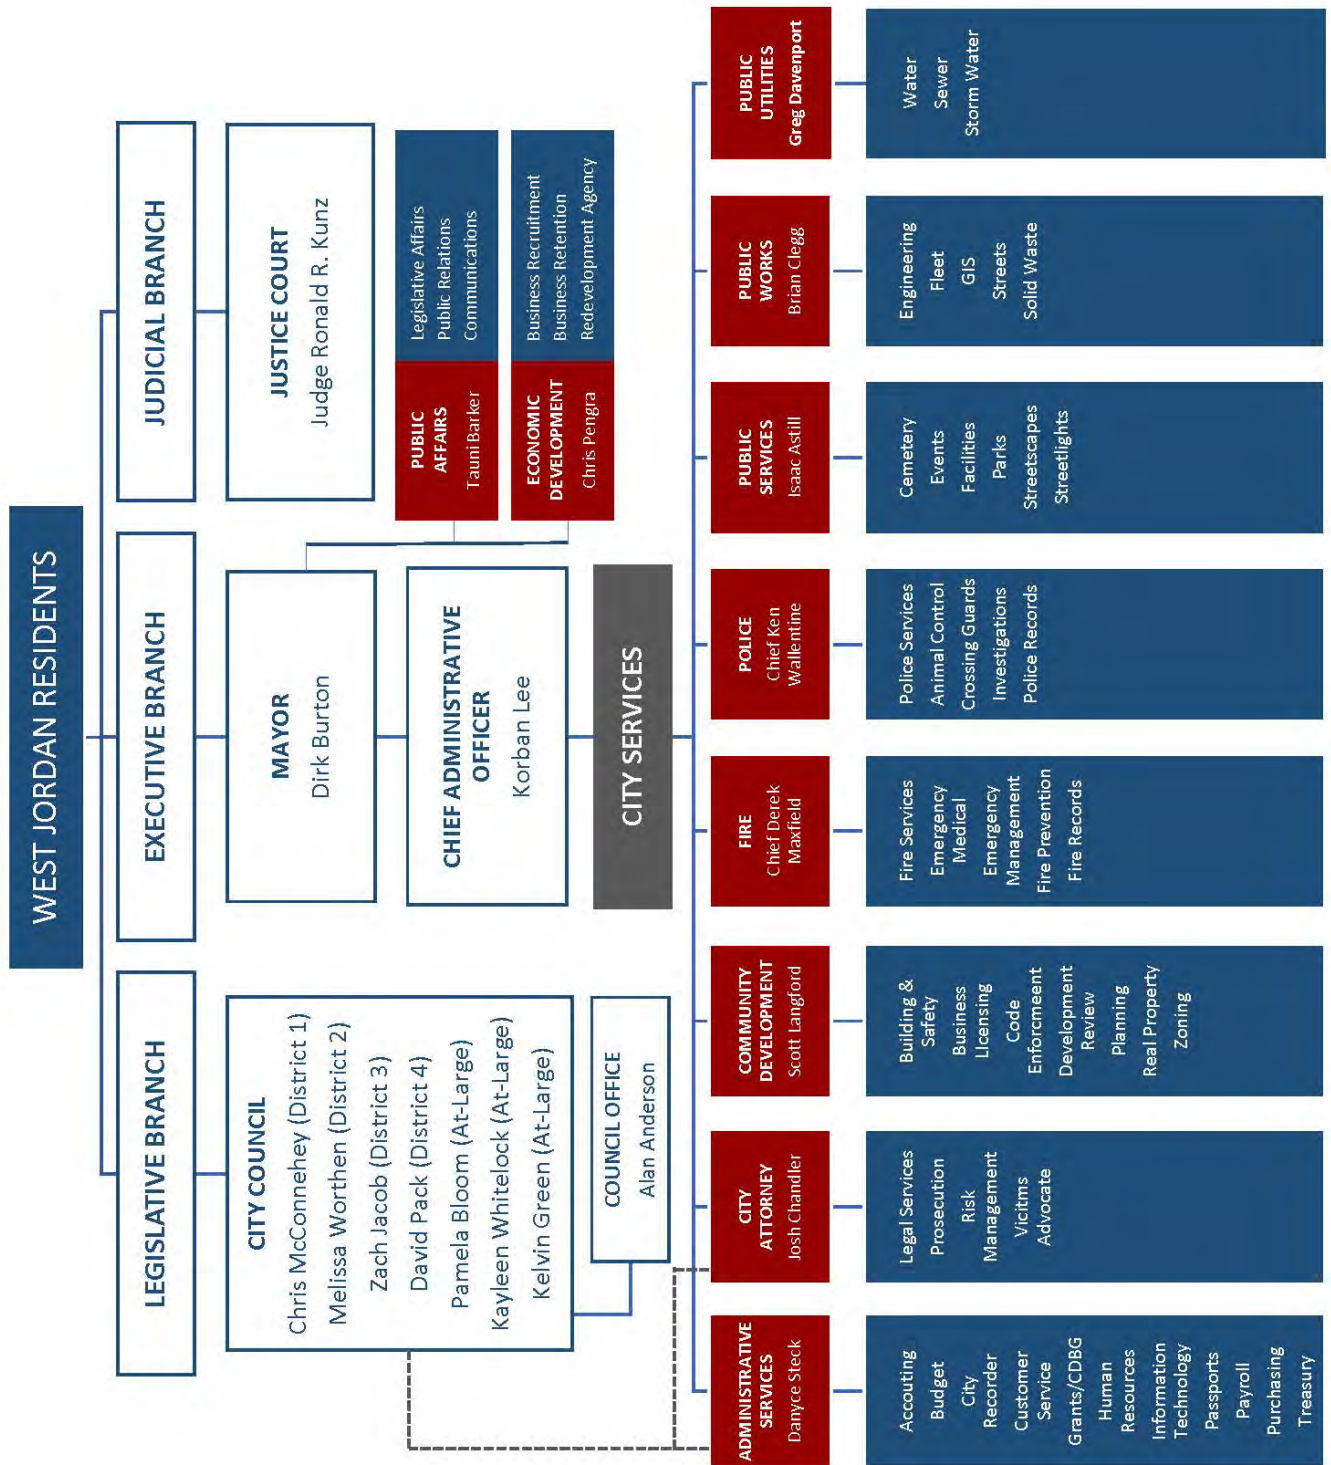 WEST JORDAN RESIDENTS
LEGISLATIVE BRANCH
EXECUTIVE BRANCH
JUDICIAL BRANCH
CITY COUNCIL
Chris McConnehey (District 1)
Melissa Worthen (District 2)
Zach Jacob (District 3)
David Pack (District 4)
Pamela Bloom (At-Large)
Kayleen Whitelock (At-Large)
Kelvin Green (At-Large)
COUNCIL OFFICE
Alan Anderson
MAYOR
Dirk Burton
CHIEF ADMINISTRATIVE
OFFICER
Korban Lee
JUSTICE COURT
Judge Ronald R. Kunz
PUBLIC
AFFAIRS
Tauni Barker
Legislative Affairs
Public Relations
Communications
ECONOMIC
DEVELOPMENT
Chris Pengra
Business Recruitment
Business Retention
Redevelopment Agency
CITY SERVICES
ADMINISTRATIVE
SERVICES
Danyce Steck
Accouting
Budget
City
Recorder
Customer
Service
Grants/CDBG
Human
Resources
Information
Technology
Passports
Payroll
Purchasing
Treasury
CITY
ATTORNEY
Josh Chandler
Legal Services
Prosecution
Risk
Management
Vicitms
Advocate
COMMUNITY
DEVELOPMENT
Scott Langford
Building &
Safety
Business
Licensing
Code
Enforcement
Development
Review
Planning
Real Property
Zoning
FIRE
Chief Derek
Maxfield
Fire Services
Emergency
Medical
Emergency
Management
Fire Prevention
Fire Records
POLICE
Chief Ken
Wallentine
Police Services
Animal Control
Crossing Guards
Investigations
Police Records
PUBLIC
SERVICES
Isaac Astill
Cemetery
Events
Facilities
Parks
Streetscapes
Streetlights
PUBLIC
WORKS
Brian Clegg
Engineering
Fleet
GIS
Streets
Solid Waste
PUBLIC
UTILITIES
Greg Davenport
Water
Sewer
Storm Water